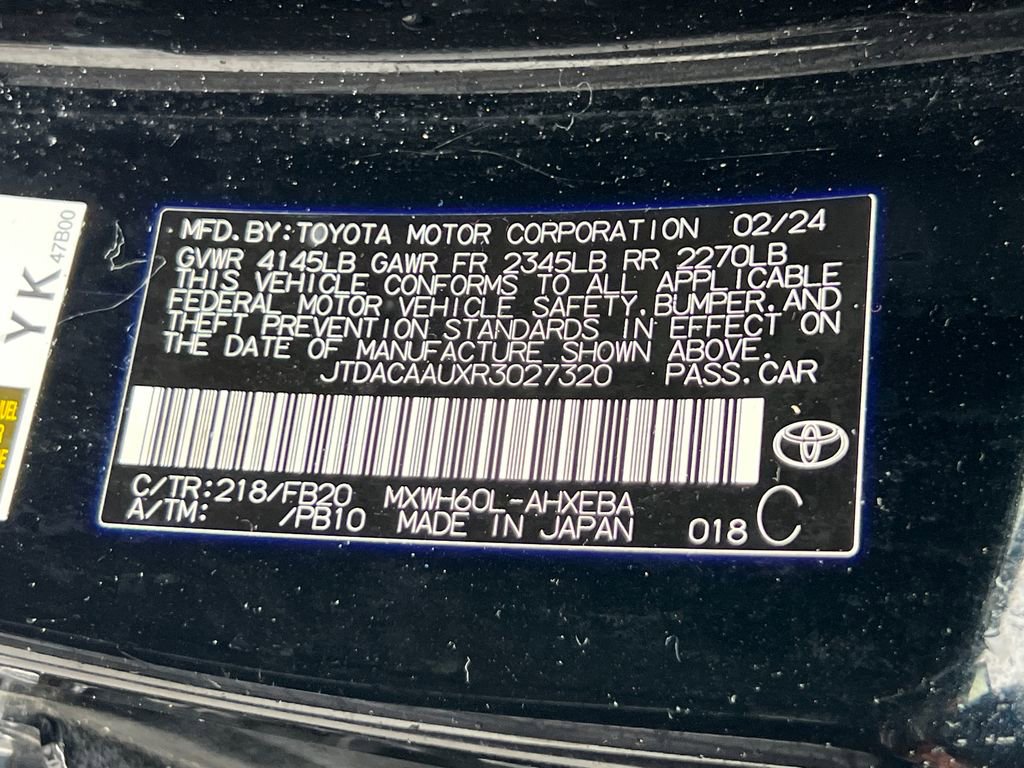 YK
47B00
MFD.BY:TOYOTA MOTOR CORPORATION 02/24
GVWR 4145LB GAWR FR 2345LB RR 2270LB
THIS VEHICLE CONFORMS TO ALL APPLICABLE
FEDERAL MOTOR VEHICLE SAFETY,BUMPER,AND
THEFT PREVENTION STANDARDS IN EFFECT ON
THE DATE OF MANUFACTURE SHOWN ABOVE.
JTDACAAUXR3027320 PASS.CAR
C/TR:218/FB20 MXWH60L-AHXEBA
A/TM: /PB10 MADE IN JAPAN 018 C